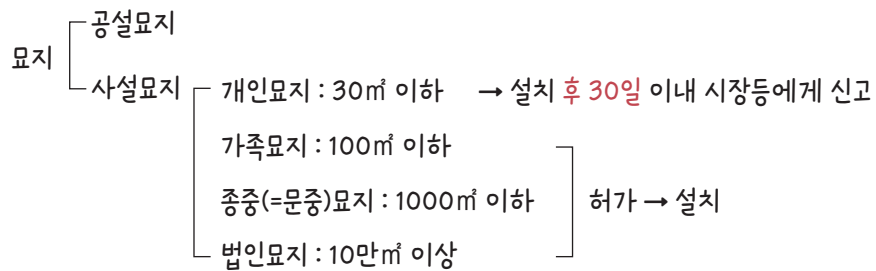 공설묘지
묘지
사설묘지
개인묘지 : 30㎡ 이하 → 설치 후 30일 이내 시장등에게 신고
가족묘지 : 100㎡ 이하
종중(=문중)묘지 : 1000㎡ 이하 허가 → 설치
법인묘지 : 10만㎡ 이상